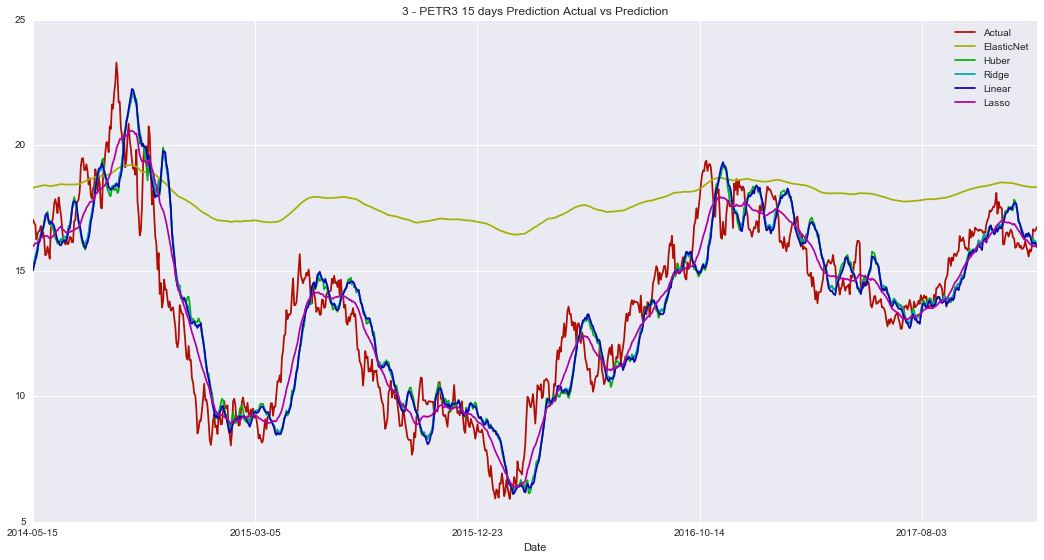 3 - PETR3 15 days Prediction Actual vs Prediction
25
Actual
ElasticNet
Huber
Ridge
Linear
Lasso
20
15
10
5
2014-05-15
2015-03-05
2015-12-23
2016-10-14
2017-08-03
Date